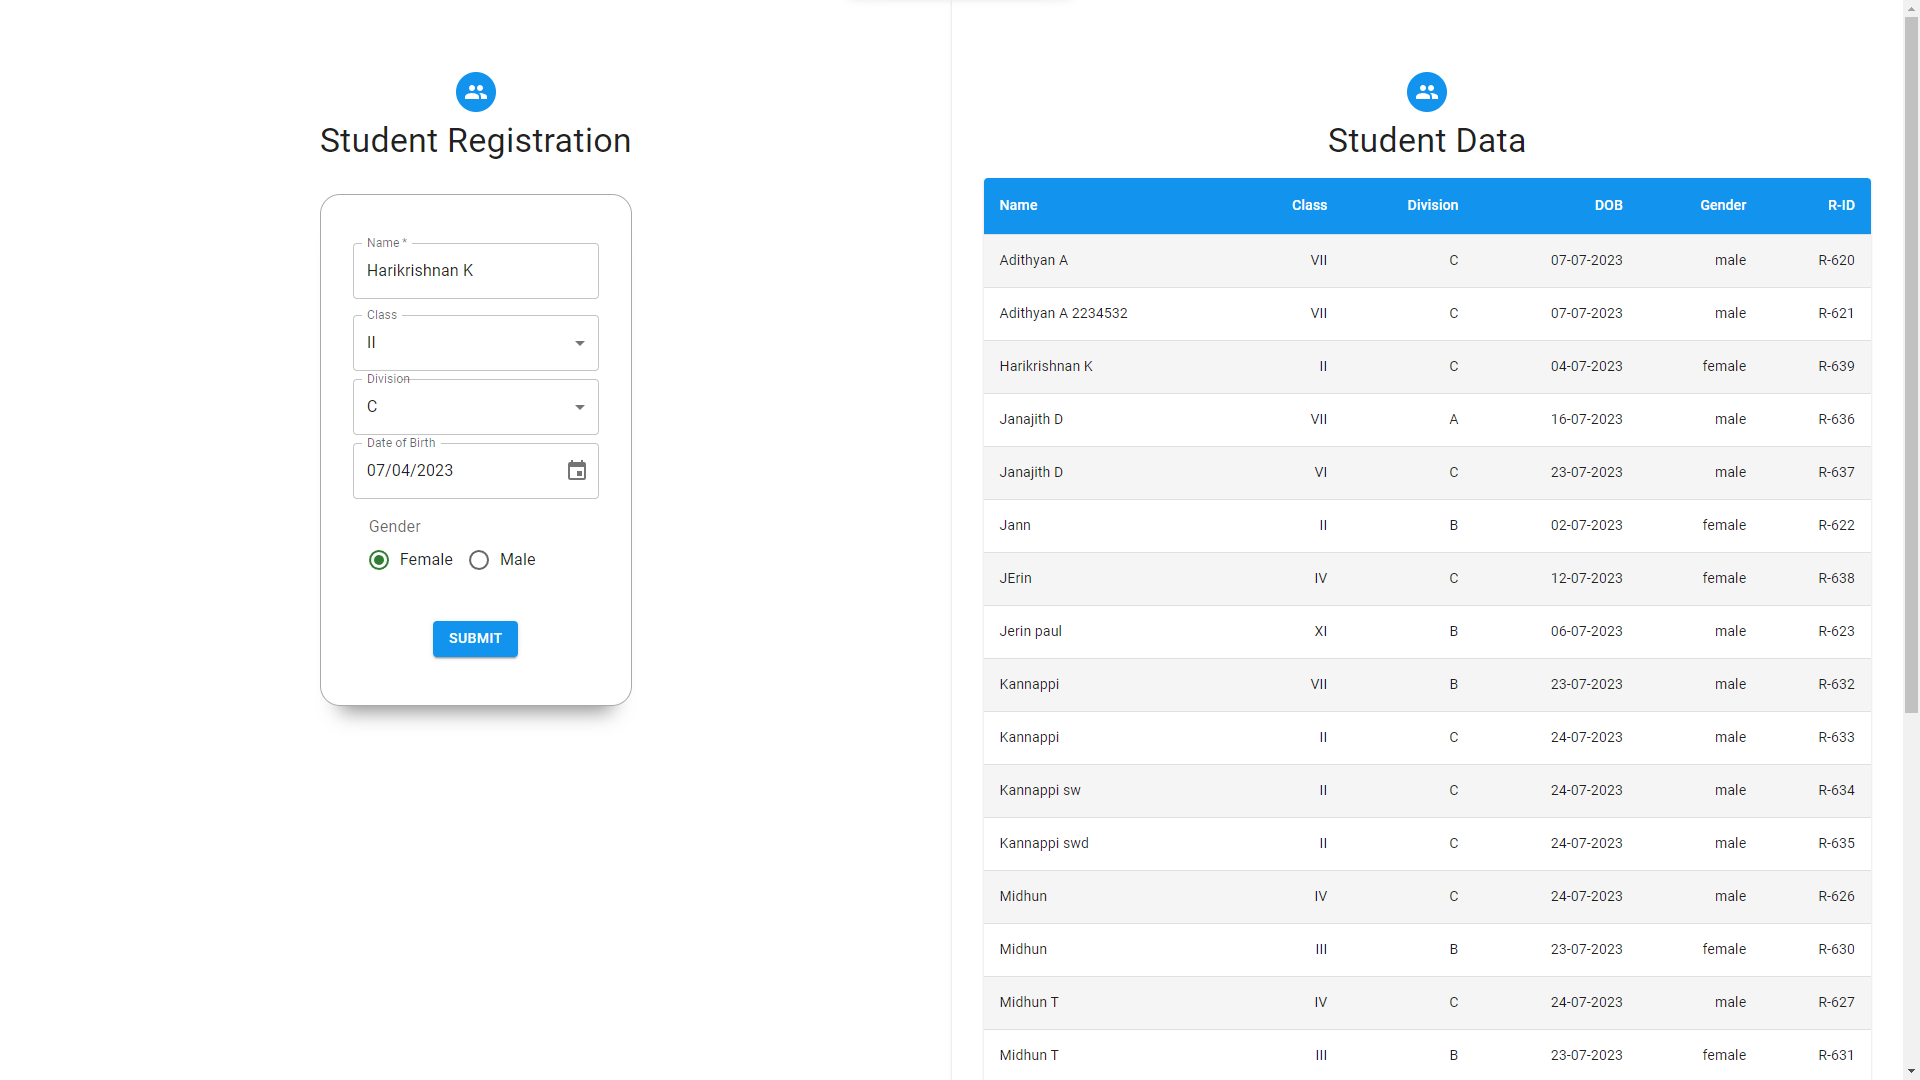 Student Registration
Name *
Harikrishnan K
Class
II
Division
C
Date of Birth
07/04/2023
Gender
Female Male
SUBMIT
Student Data
Name Class Division DOB Gender R-ID
Adithyan A VII C 07-07-2023 male R-620
Adithyan A 2234532 VII C 07-07-2023 male R-621
Harikrishnan K II C 04-07-2023 female R-639
Janajith D VII A 16-07-2023 male R-636
Janajith D VI C 23-07-2023 male R-637
Jann II B 02-07-2023 female R-622
JErin IV C 12-07-2023 female R-638
Jerin paul XI B 06-07-2023 male R-623
Kannappi VII B 23-07-2023 male R-632
Kannappi II C 24-07-2023 male R-633
Kannappi sw II C 24-07-2023 male R-634
Kannappi swd II C 24-07-2023 male R-635
Midhun IV C 24-07-2023 male R-626
Midhun III B 23-07-2023 female R-630
Midhun T IV C 24-07-2023 male R-627
Midhun T III B 23-07-2023 female R-631